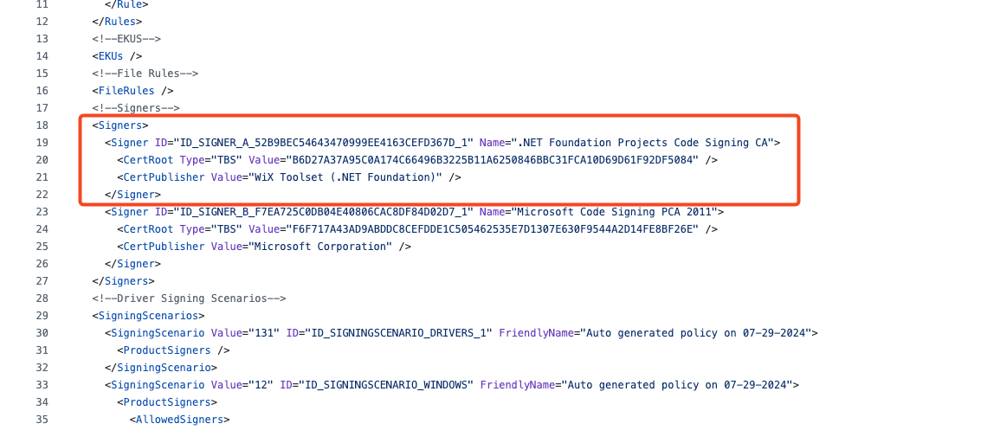 11 </Rule>
12 </Rules>
13 <!--EKUS-->
14 <EKUs />
15 <!--File Rules-->
16 <FileRules />
17 <!--Signers-->
18 <Signers>
19 <Signer ID="ID_SIGNER_A_52B9BEC54643470999EE4163CEFD367D_1" Name=".NET Foundation Projects Code Signing CA">
20 <CertRoot Type="TBS" Value="B6D27A37A95C0A174C66496B3225B11A6250846BBC31FCA10D69D61F92DF5084" />
21 <CertPublisher Value="WiX Toolset (.NET Foundation)" />
22 </Signer>
23 <Signer ID="ID_SIGNER_B_F7EA725C0DB04E40806CAC8DF84D02D7_1" Name="Microsoft Code Signing PCA 2011">
24 <CertRoot Type="TBS" Value="F6F717A43AD9ABDDC8CEFDDE1C505462535E7D1307E630F9544A2D14FE8BF26E" />
25 <CertPublisher Value="Microsoft Corporation" />
26 </Signer>
27 </Signers>
28 <!--Driver Signing Scenarios-->
29 <SigningScenarios>
30 <SigningScenario Value="131" ID="ID_SIGNINGSCENARIO_DRIVERS_1" FriendlyName="Auto generated policy on 07-29-2024">
31 <ProductSigners />
32 </SigningScenario>
33 <SigningScenario Value="12" ID="ID_SIGNINGSCENARIO_WINDOWS" FriendlyName="Auto generated policy on 07-29-2024">
34 <ProductSigners>
35 <AllowedSigners>